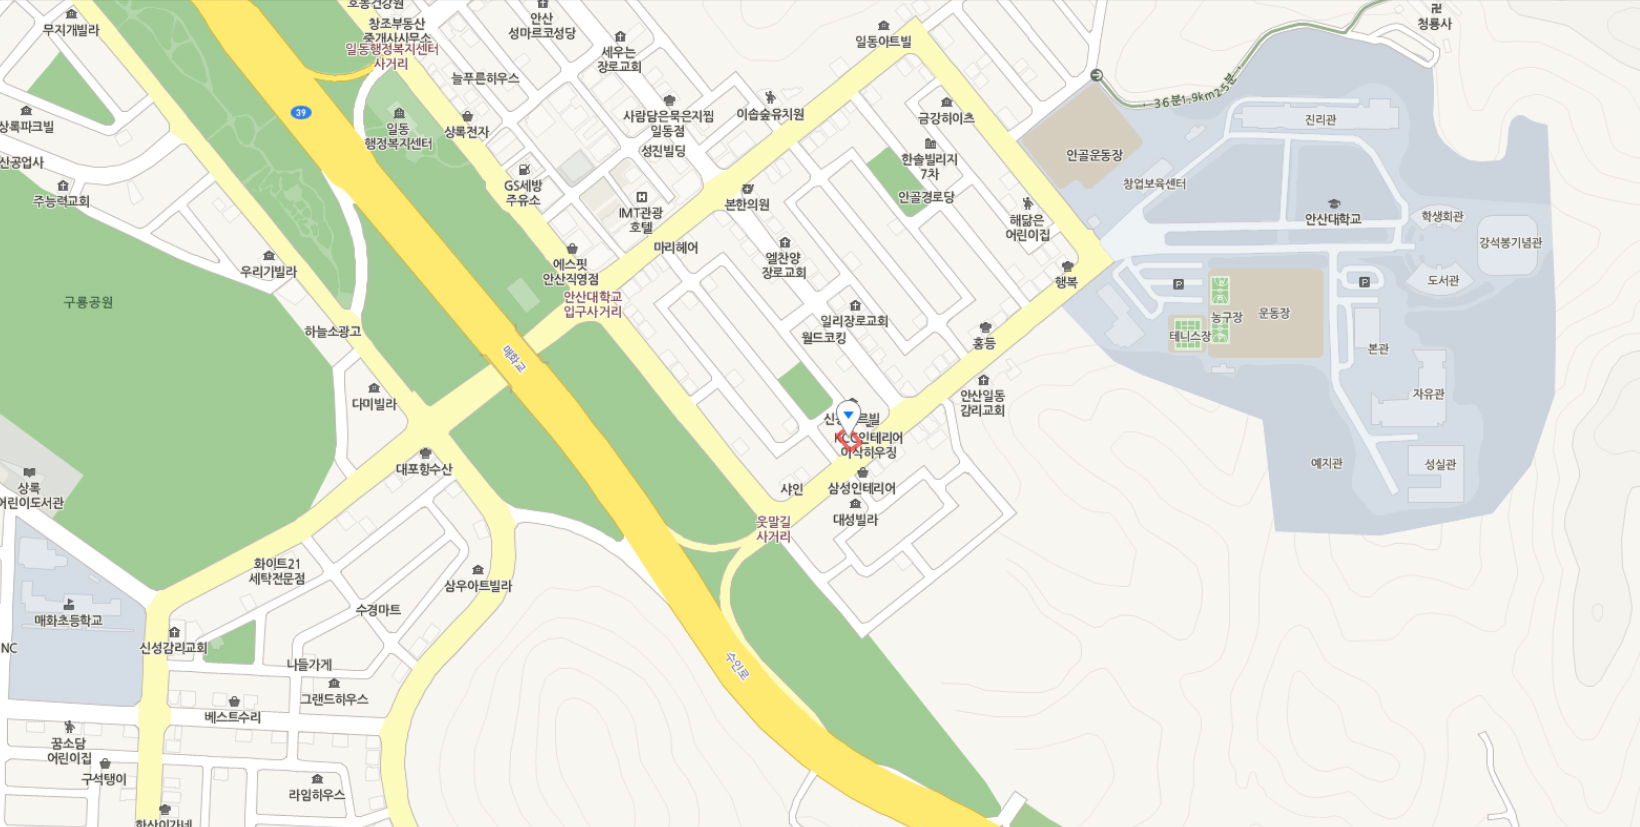 호동건강원
창조부동산
중개사사무소
일동행정복지센터
사거리
무지개빌라
안산
성마르코성당
세우는
장로교회
일동아트빌
청룡사
늘푸른하우스
39
상록파크빌
일동
행정복지센터
상록전자
사람담은묵은지찜
일동점
성진빌딩
이솝숲유치원
금강하이츠
36분1.9km25분
진리관
안골운동장
한솔빌리지
7차
산공업사
주능력교회
GS세방
주유소
IMT관광
호텔
본한의원
안골경로당
창업보육센터
안산대학교
학생회관
해닮은
어린이집
강석봉기념관
마리헤어
엘찬양
장로교회
에스핏
안산직영점
우리기빌라
행복
P
P
도서관
구룡공원
안산대학교
입구사거리
하늘소광고
일리장로교회
월드코킹
농구장
운동장
테니스장
홍등
본관
매화교
다미빌라
안산일동
감리교회
자유관
KCC인테리어
이삭하우징
대포항수산
예지관
성실관
상록
어린이도서관
샤인
삼성인테리어
대성빌라
윳말길
사거리
화이트21
세탁전문점
삼우아트빌라
매화초등학교
수경마트
NC
신성감리교회
나들가게
수인로
그랜드하우스
베스트수리
꿈소담
어린이집
구석탱이
라임하우스
화산이가네